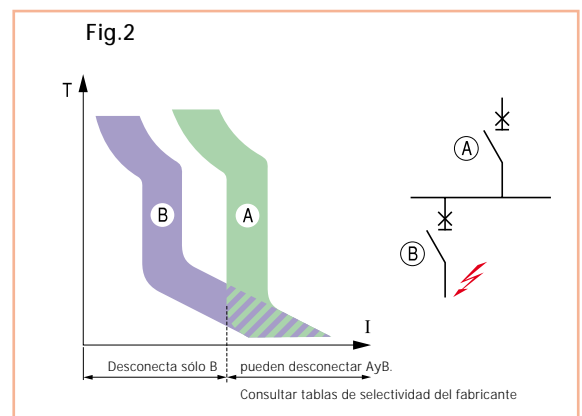 Fig.2
T
B
A
A
B
I
Desconecta sólo B
pueden desconectar AyB.
Consultar tablas de selectividad del fabricante